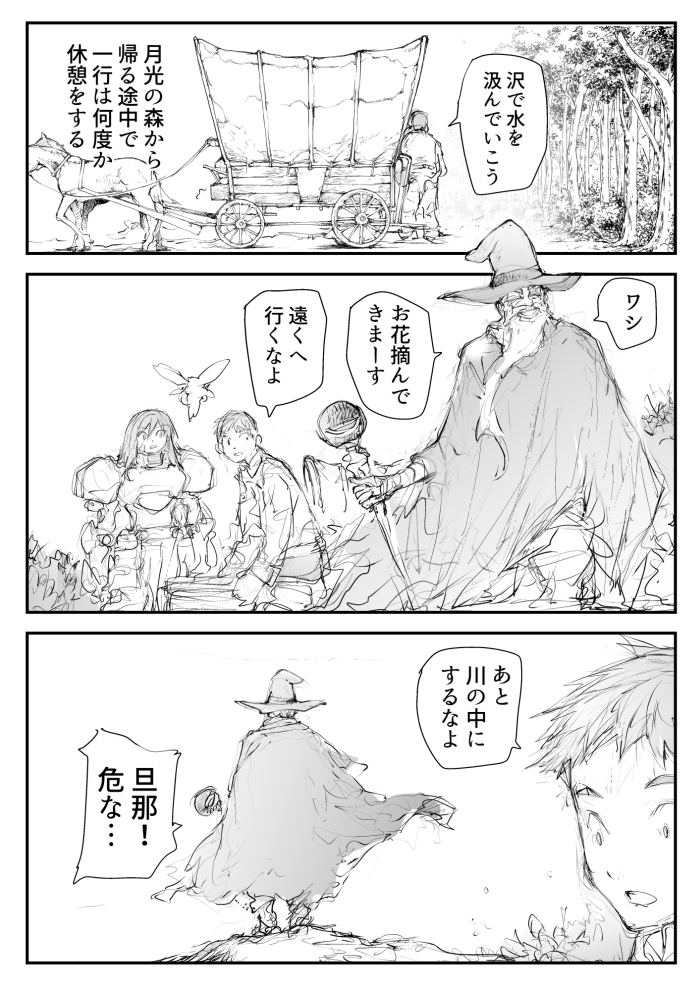 沢で水を
汲んでいこう
月光の森から
帰る途中で
一行は何度か
休憩をする
ワシ
お花摘んで
きまーす
遠くへ
行くなよ
あと
川の中に
するなよ
旦那！
危な…